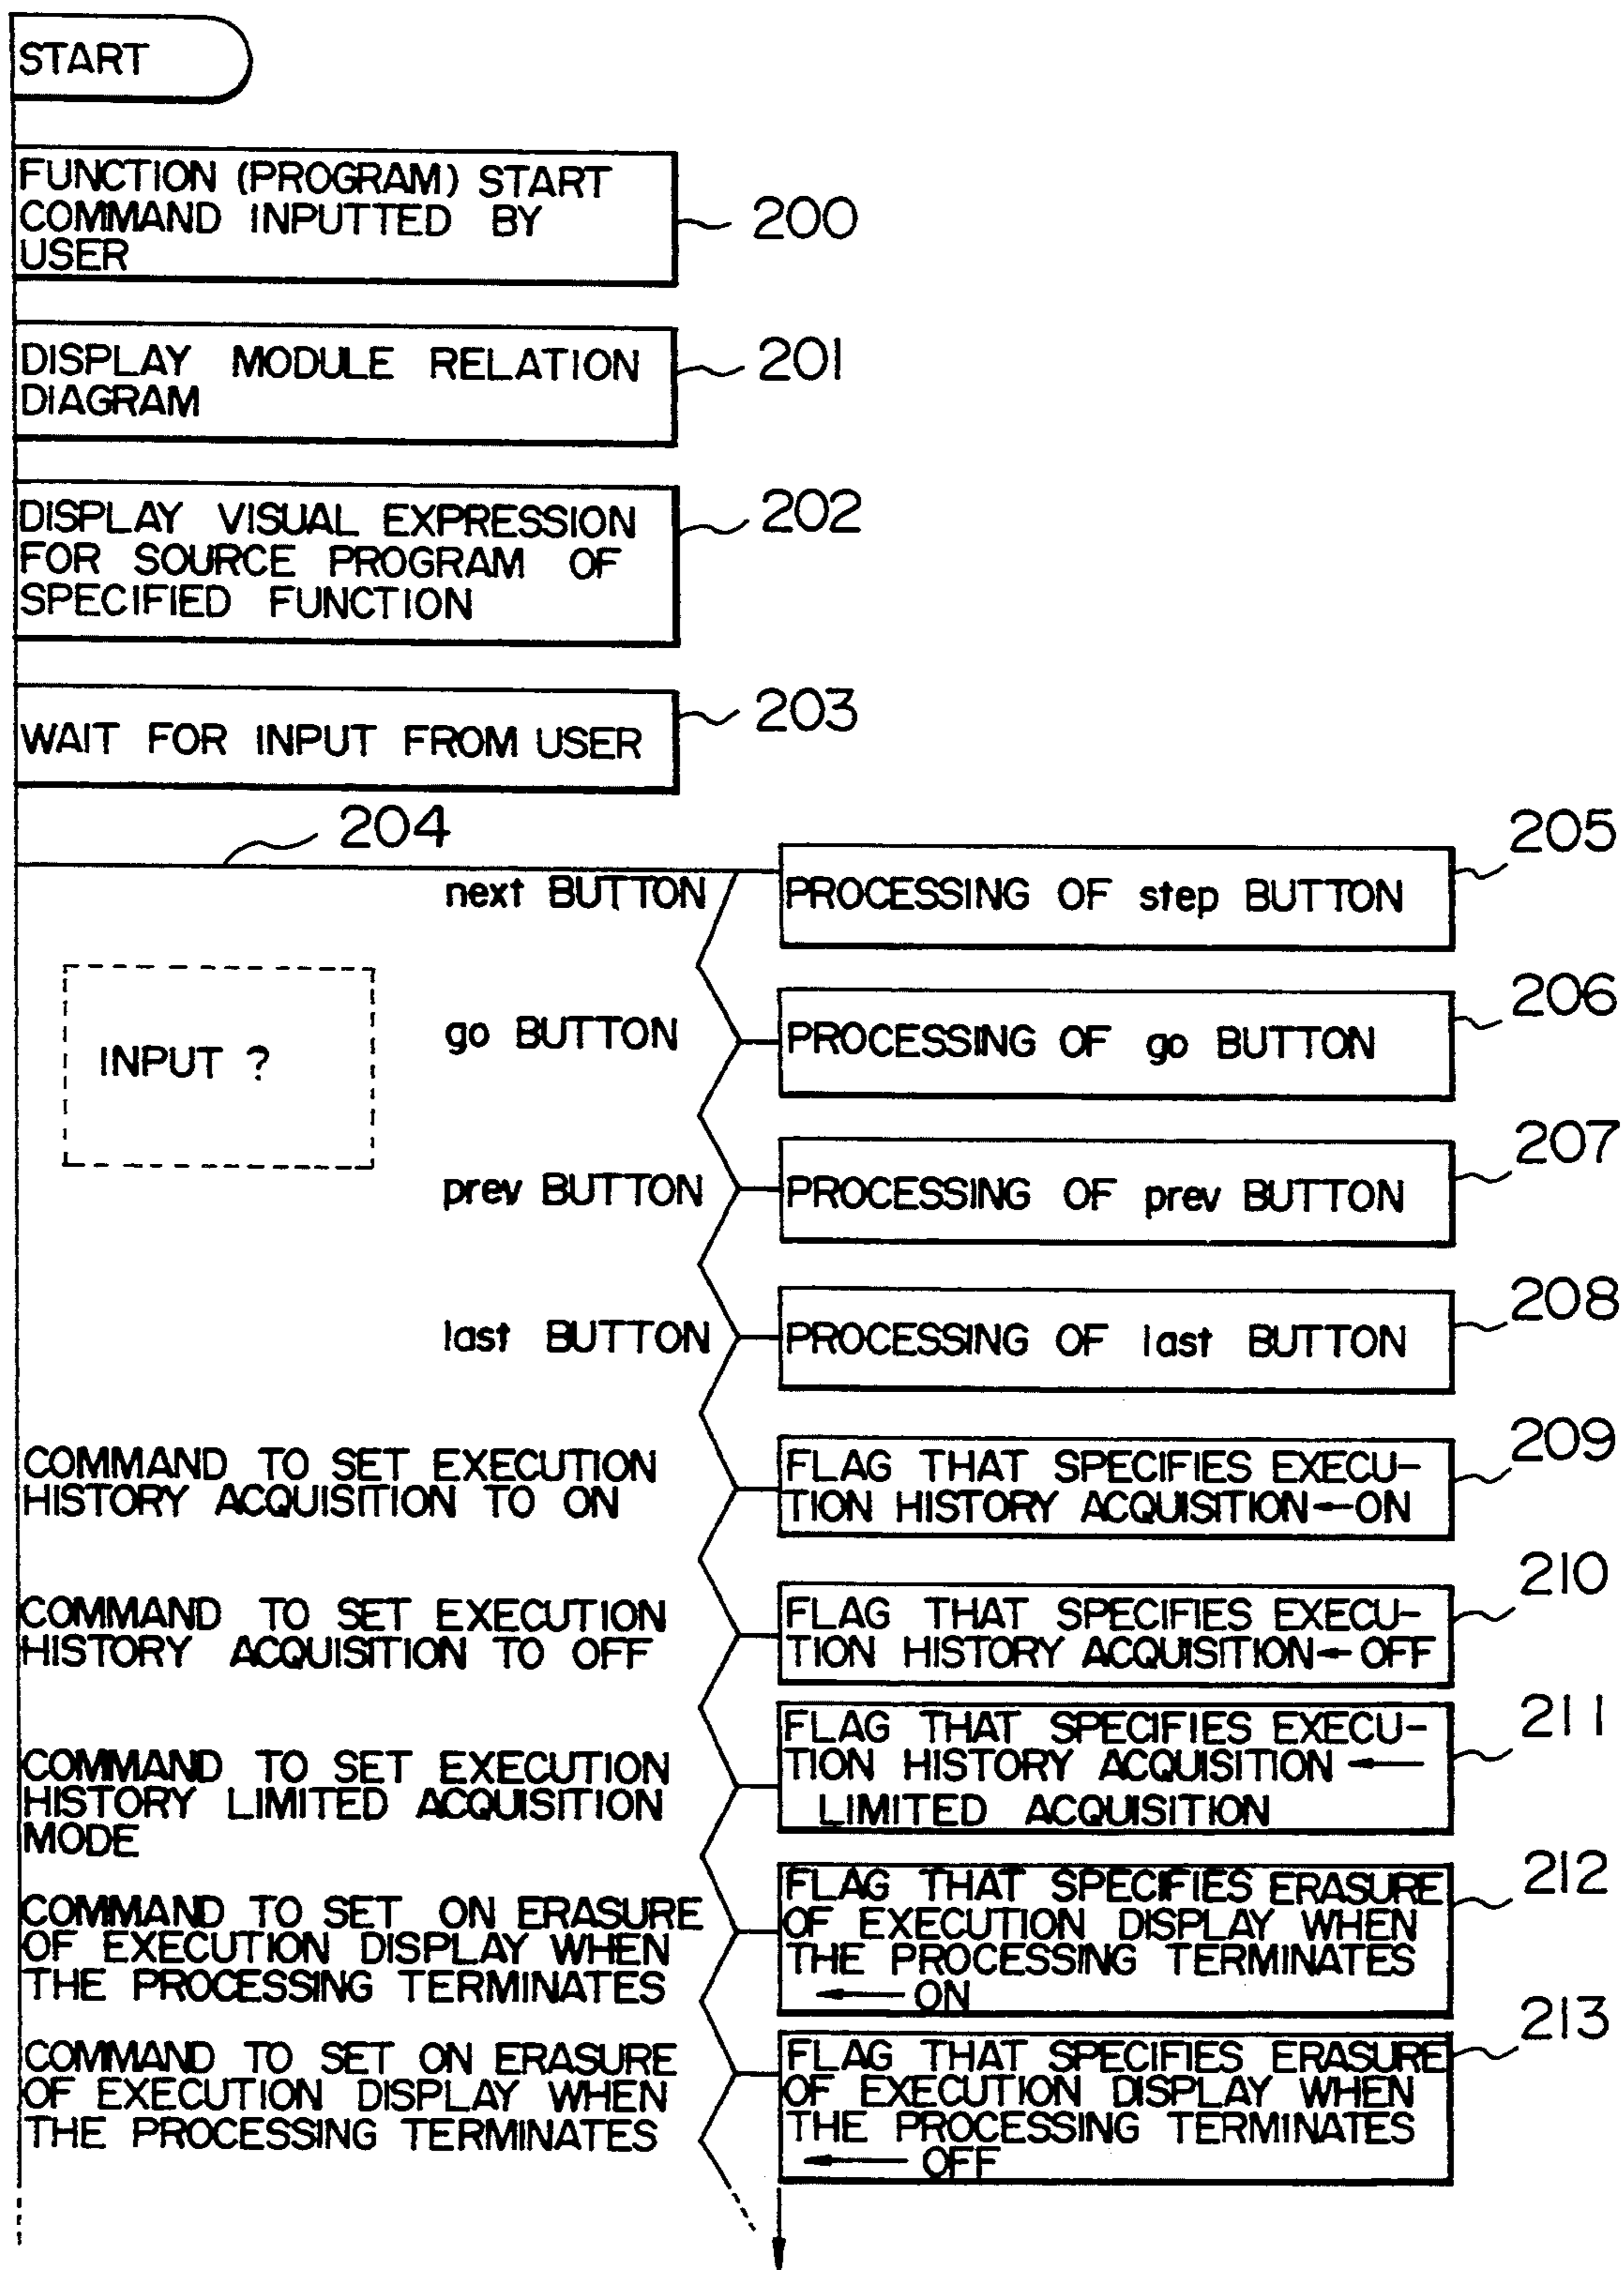 START
FUNCTION (PROGRAM) START
COMMAND INPUTTED BY
USER
200
DISPLAY MODULE RELATION
DIAGRAM
201
DISPLAY VISUAL EXPRESSION
FOR SOURCE PROGRAM OF
SPECIFIED FUNCTION
202
WAIT FOR INPUT FROM USER
203
204
INPUT ?
next BUTTON
PROCESSING OF step BUTTON
205
go BUTTON
PROCESSING OF go BUTTON
206
prev BUTTON
PROCESSING OF prev BUTTON
207
last BUTTON
PROCESSING OF last BUTTON
208
COMMAND TO SET EXECUTION
HISTORY ACQUISITION TO ON
FLAG THAT SPECIFIES EXECU-
TION HISTORY ACQUISITION←ON
209
COMMAND TO SET EXECUTION
HISTORY ACQUISITION TO OFF
FLAG THAT SPECIFIES EXECU-
TION HISTORY ACQUISITION←OFF
210
COMMAND TO SET EXECUTION
HISTORY LIMITED ACQUISITION
MODE
FLAG THAT SPECIFIES EXECU-
TION HISTORY ACQUISITION ←
LIMITED ACQUISITION
211
COMMAND TO SET ON ERASURE
OF EXECUTION DISPLAY WHEN
THE PROCESSING TERMINATES
FLAG THAT SPECIFIES ERASURE
OF EXECUTION DISPLAY WHEN
THE PROCESSING TERMINATES
← ON
212
COMMAND TO SET ON ERASURE
OF EXECUTION DISPLAY WHEN
THE PROCESSING TERMINATES
FLAG THAT SPECIFIES ERASURE
OF EXECUTION DISPLAY WHEN
THE PROCESSING TERMINATES
← OFF
213